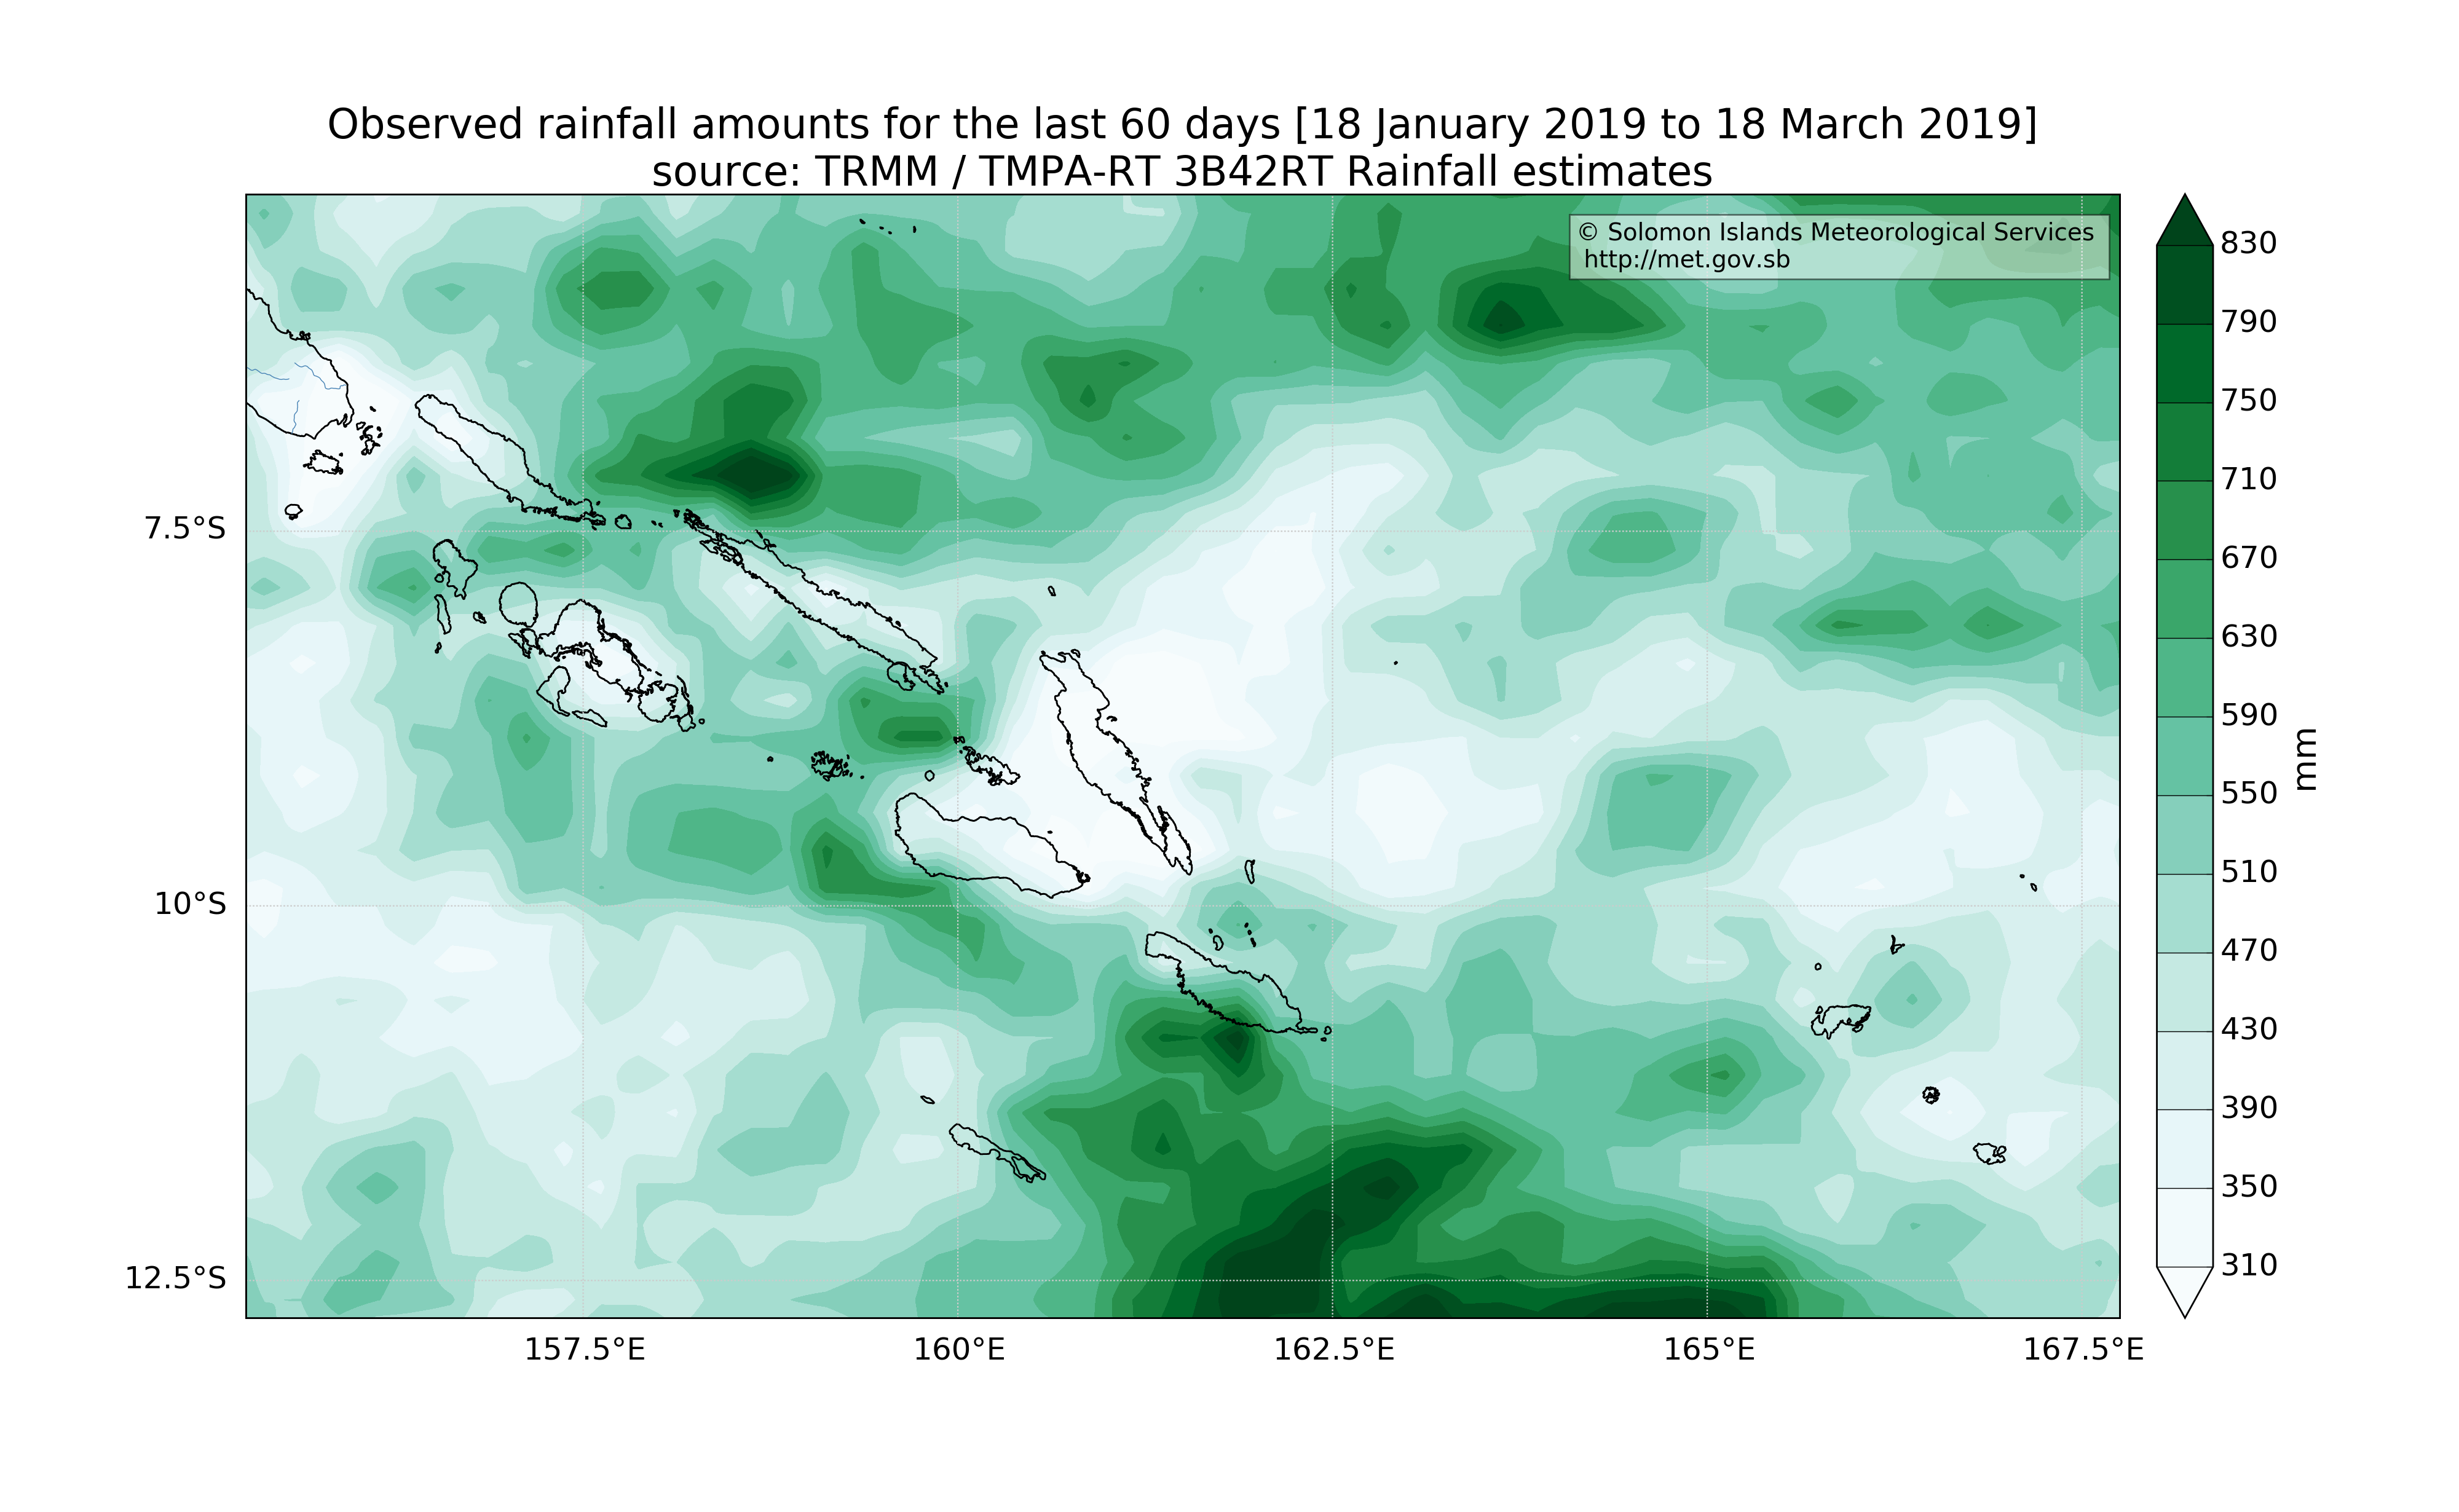 Observed rainfall amounts for the last 60 days [18 January 2019 to 18 March 2019]
source: TRMM / TMPA-RT 3B42RT Rainfall estimates
© Solomon Islands Meteorological Services
http://met.gov.sb
7.5°S
10°S
12.5°S
157.5°E
160°E
162.5°E
165°E
167.5°E
830
790
750
710
670
630
590
550
510
470
430
390
350
310
mm